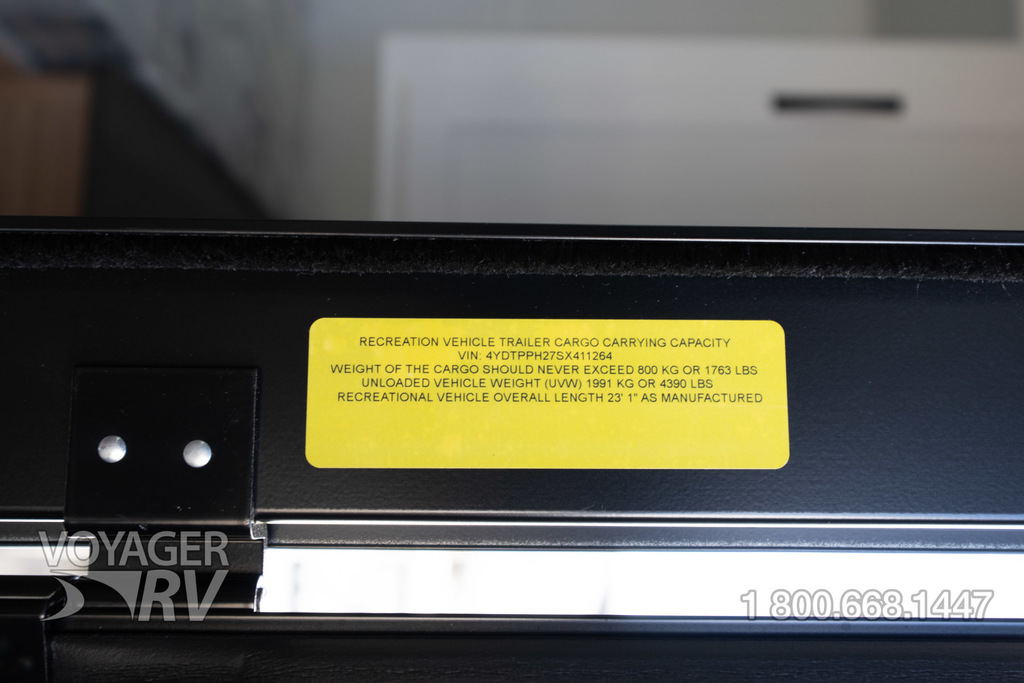 RECREATION VEHICLE TRAILER CARGO CARRYING CAPACITY
VIN: 4YDTPPH27SX411264
WEIGHT OF THE CARGO SHOULD NEVER EXCEED 800 KG OR 1763 LBS
UNLOADED VEHICLE WEIGHT (UVW) 1991 KG OR 4390 LBS
RECREATIONAL VEHICLE OVERALL LENGTH 23' 1" AS MANUFACTURED
VOYAGER
RV
1 800.668.1447